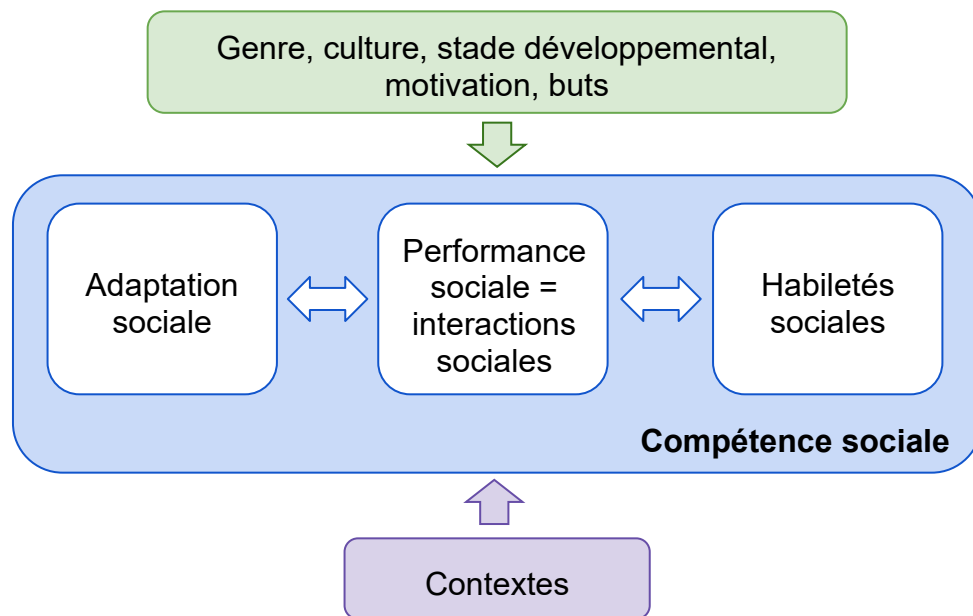 Genre, culture, stade développemental,
motivation, buts
Adaptation
sociale
Performance
sociale =
interactions
sociales
Habiletés
sociales
Compétence sociale
Contextes